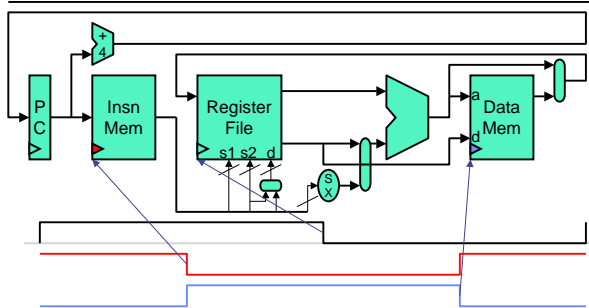 +
4
P
C
Insn
Mem
Register
File
s1 s2 d
a
d
Data
Mem
S
X